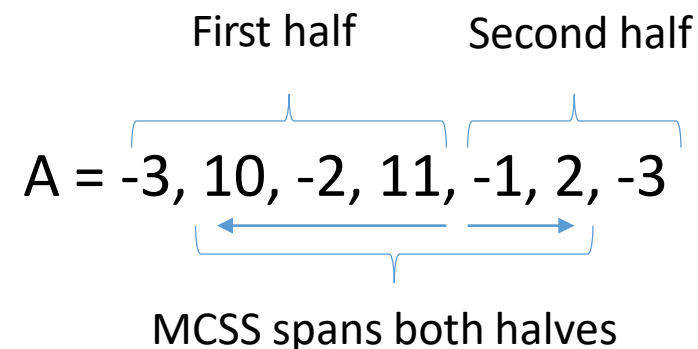 First half Second half
A = -3, 10, -2, 11, -1, 2, -3
MCSS spans both halves